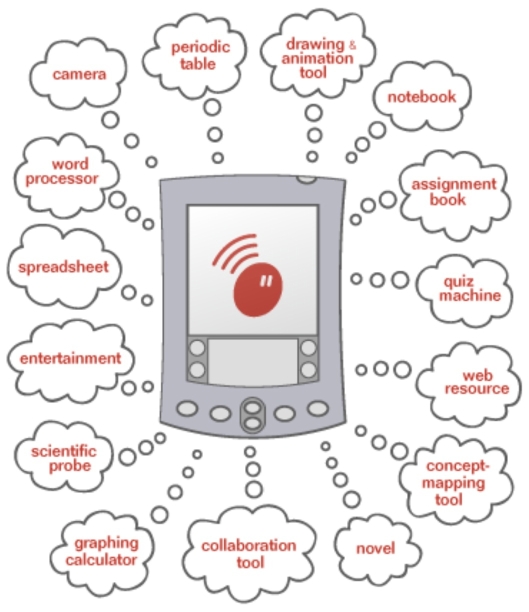 camera
periodic
table
drawing &
animation
tool
notebook
word
processor
assignment
book
spreadsheet
quiz
machine
entertainment
web
resource
scientific
probe
concept-
mapping
tool
graphing
calculator
collaboration
tool
novel